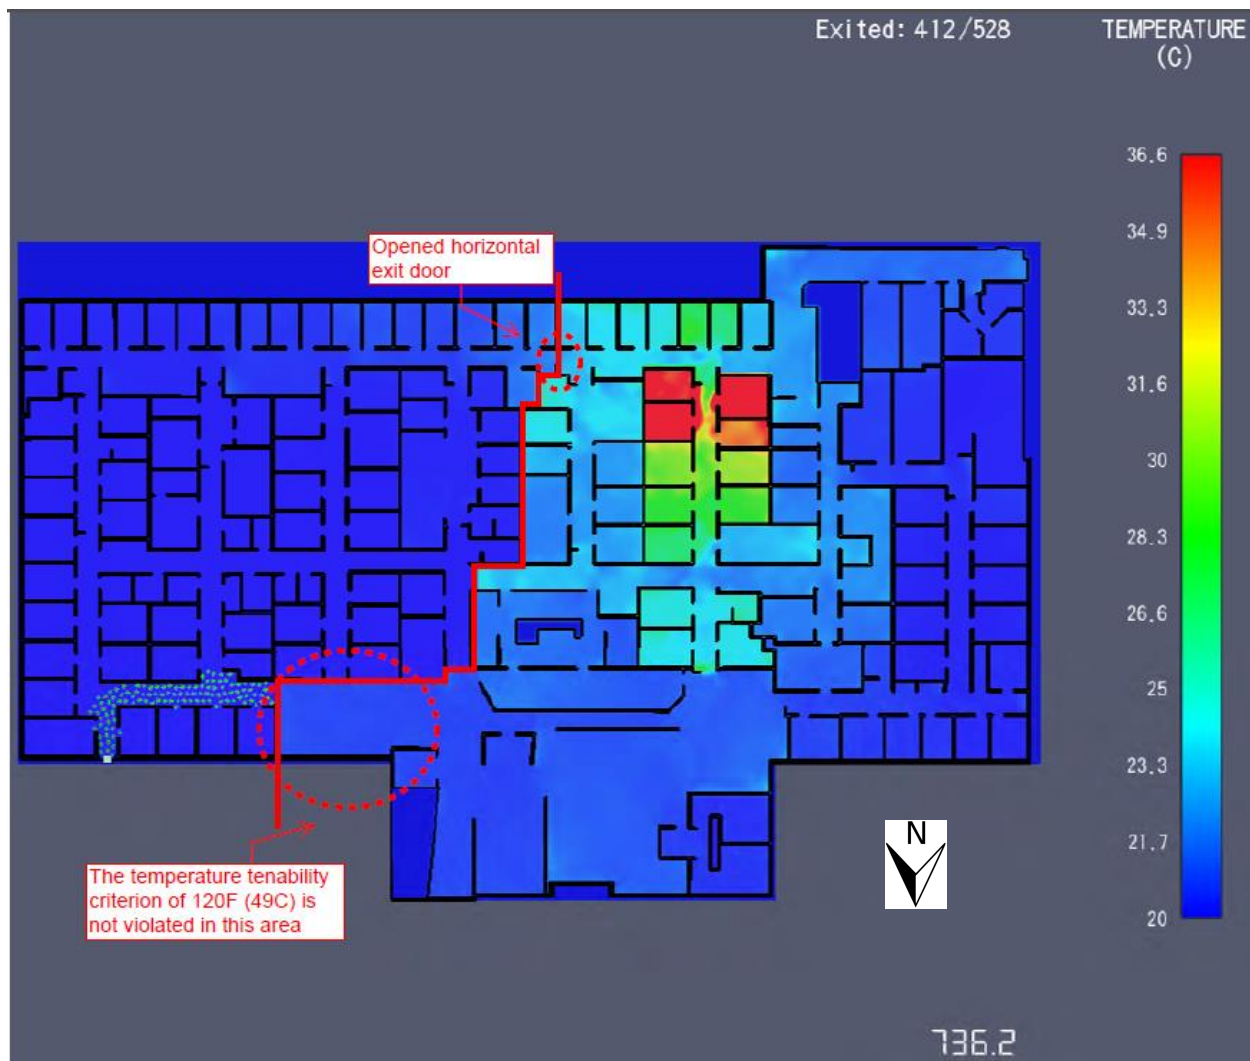 Exited: 412/528
TEMPERATURE
(C)
36.6
34.9
33.3
31.6
30
28.3
26.6
25
23.3
21.7
20
Opened horizontal
exit door
The temperature tenability
criterion of 120F (49C) is
not violated in this area
N
736.2